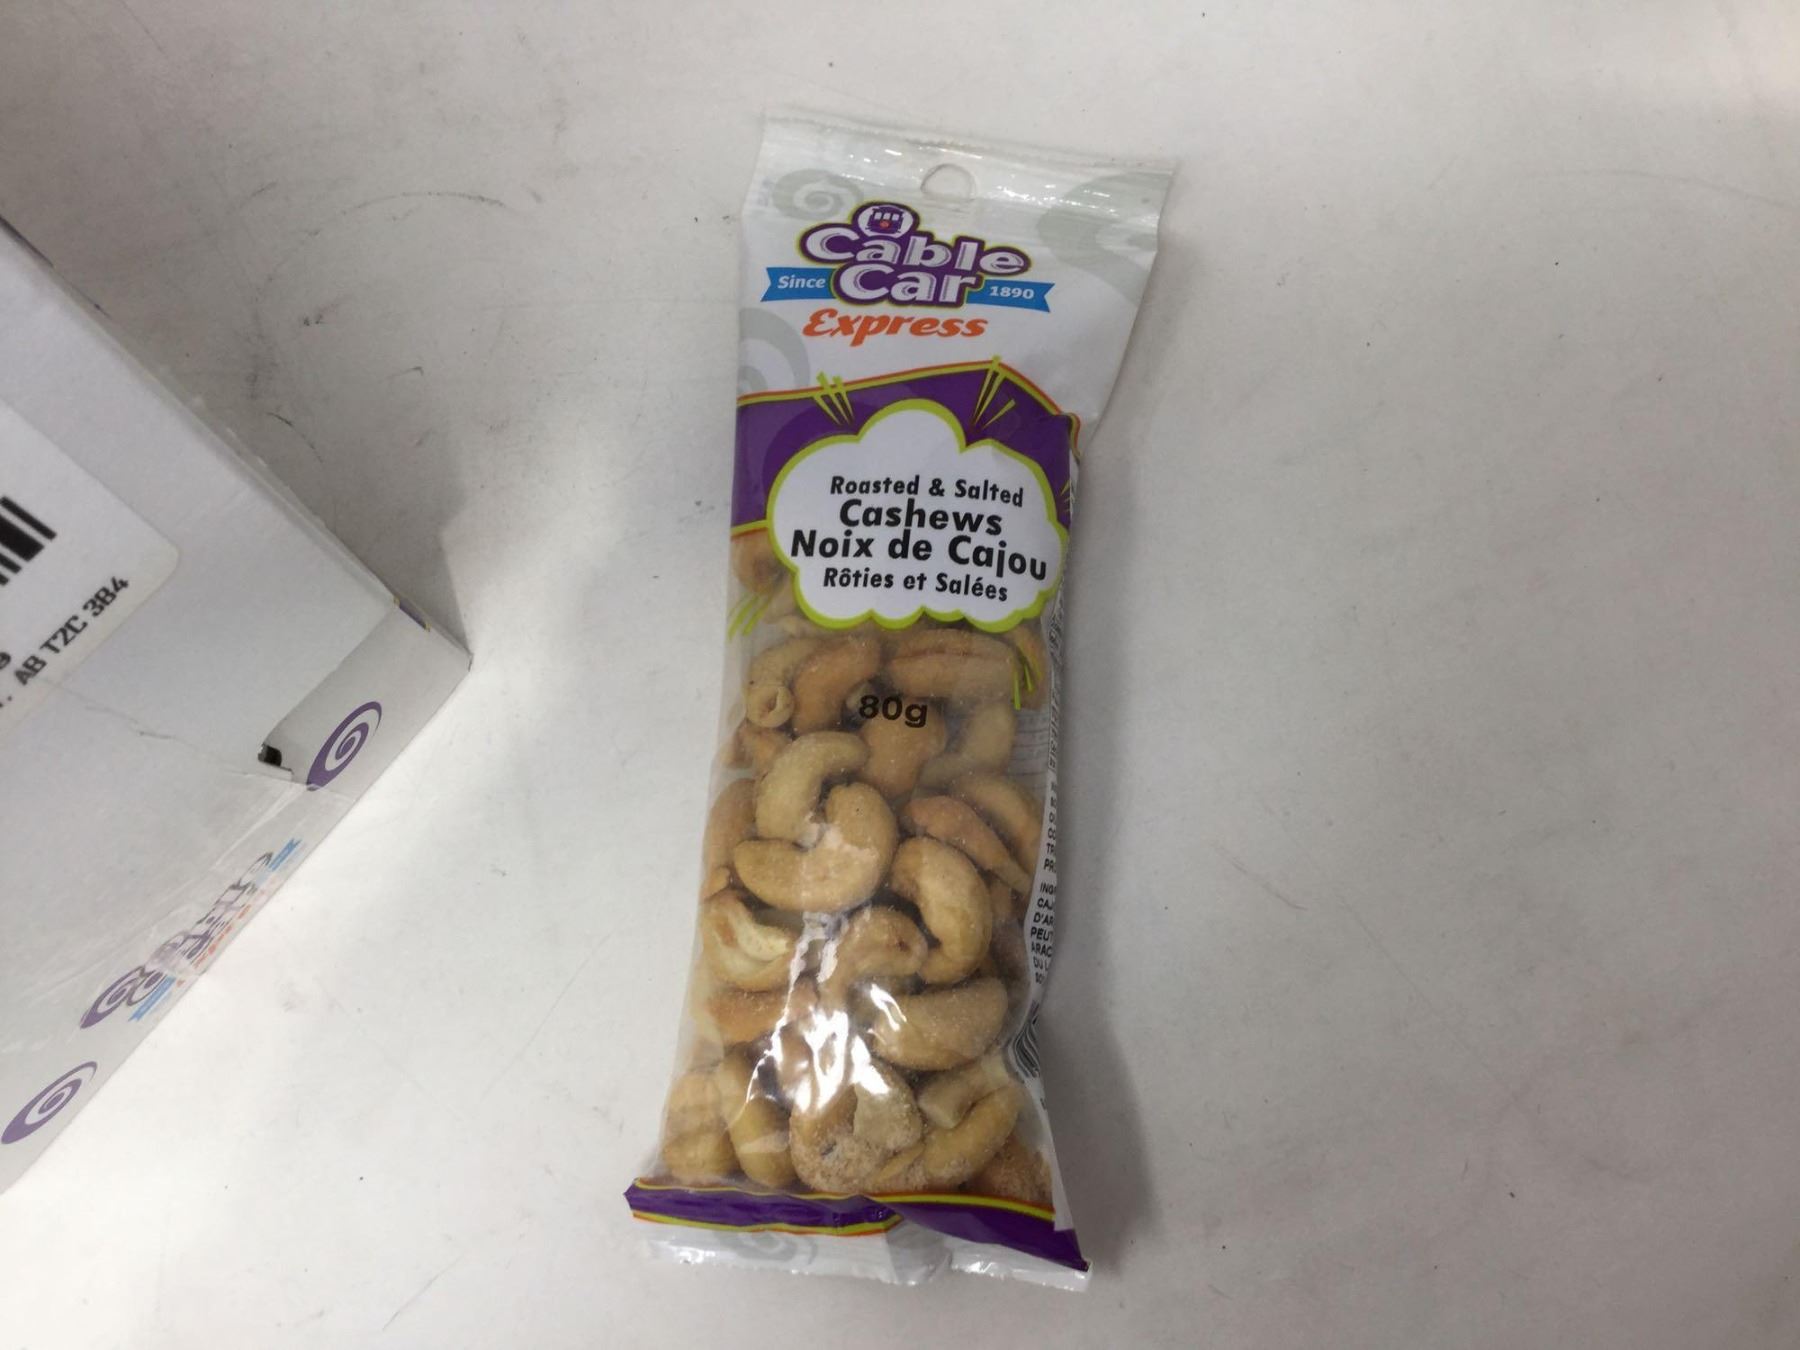 Cable
Car
Since 1890
Express
Roasted & Salted
Cashews
Noix de Cajou
Rôties et Salées
80g
AB T2C 3B4